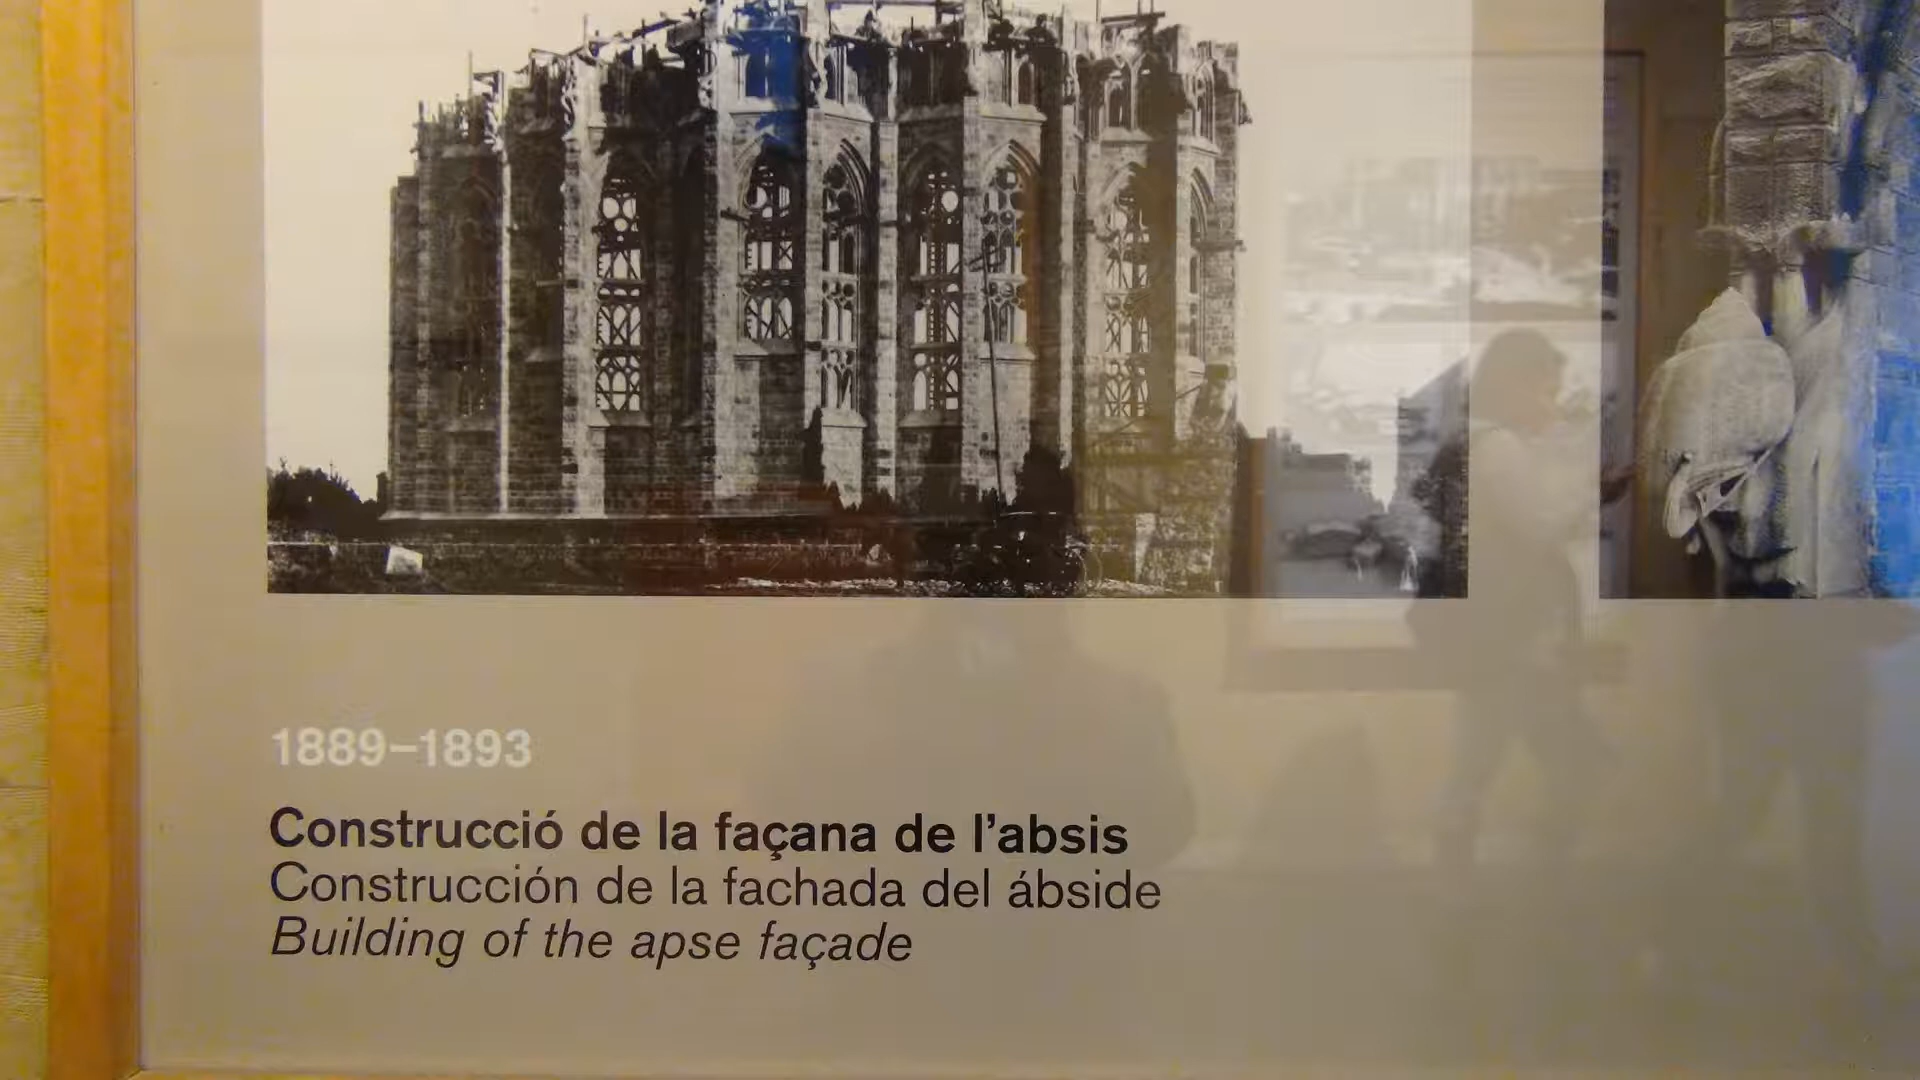 1889–1893
Construcció de la façana de l’absis
Construcción de la fachada del ábside
Building of the apse façade